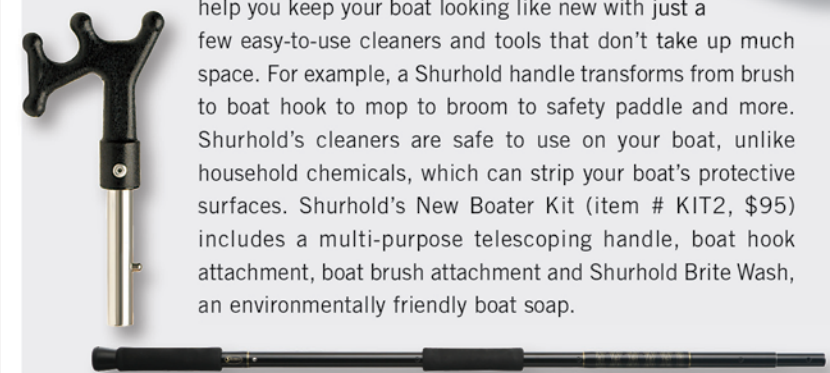 help you keep your boat looking like new with just a
few easy-to-use cleaners and tools that don't take up much
space. For example, a Shurhold handle transforms from brush
to boat hook to mop to broom to safety paddle and more.
Shurhold's cleaners are safe to use on your boat, unlike
household chemicals, which can strip your boat's protective
surfaces. Shurhold's New Boater Kit (item # KIT2, $95)
includes a multi-purpose telescoping handle, boat hook
attachment, boat brush attachment and Shurhold Brite Wash,
an environmentally friendly boat soap.